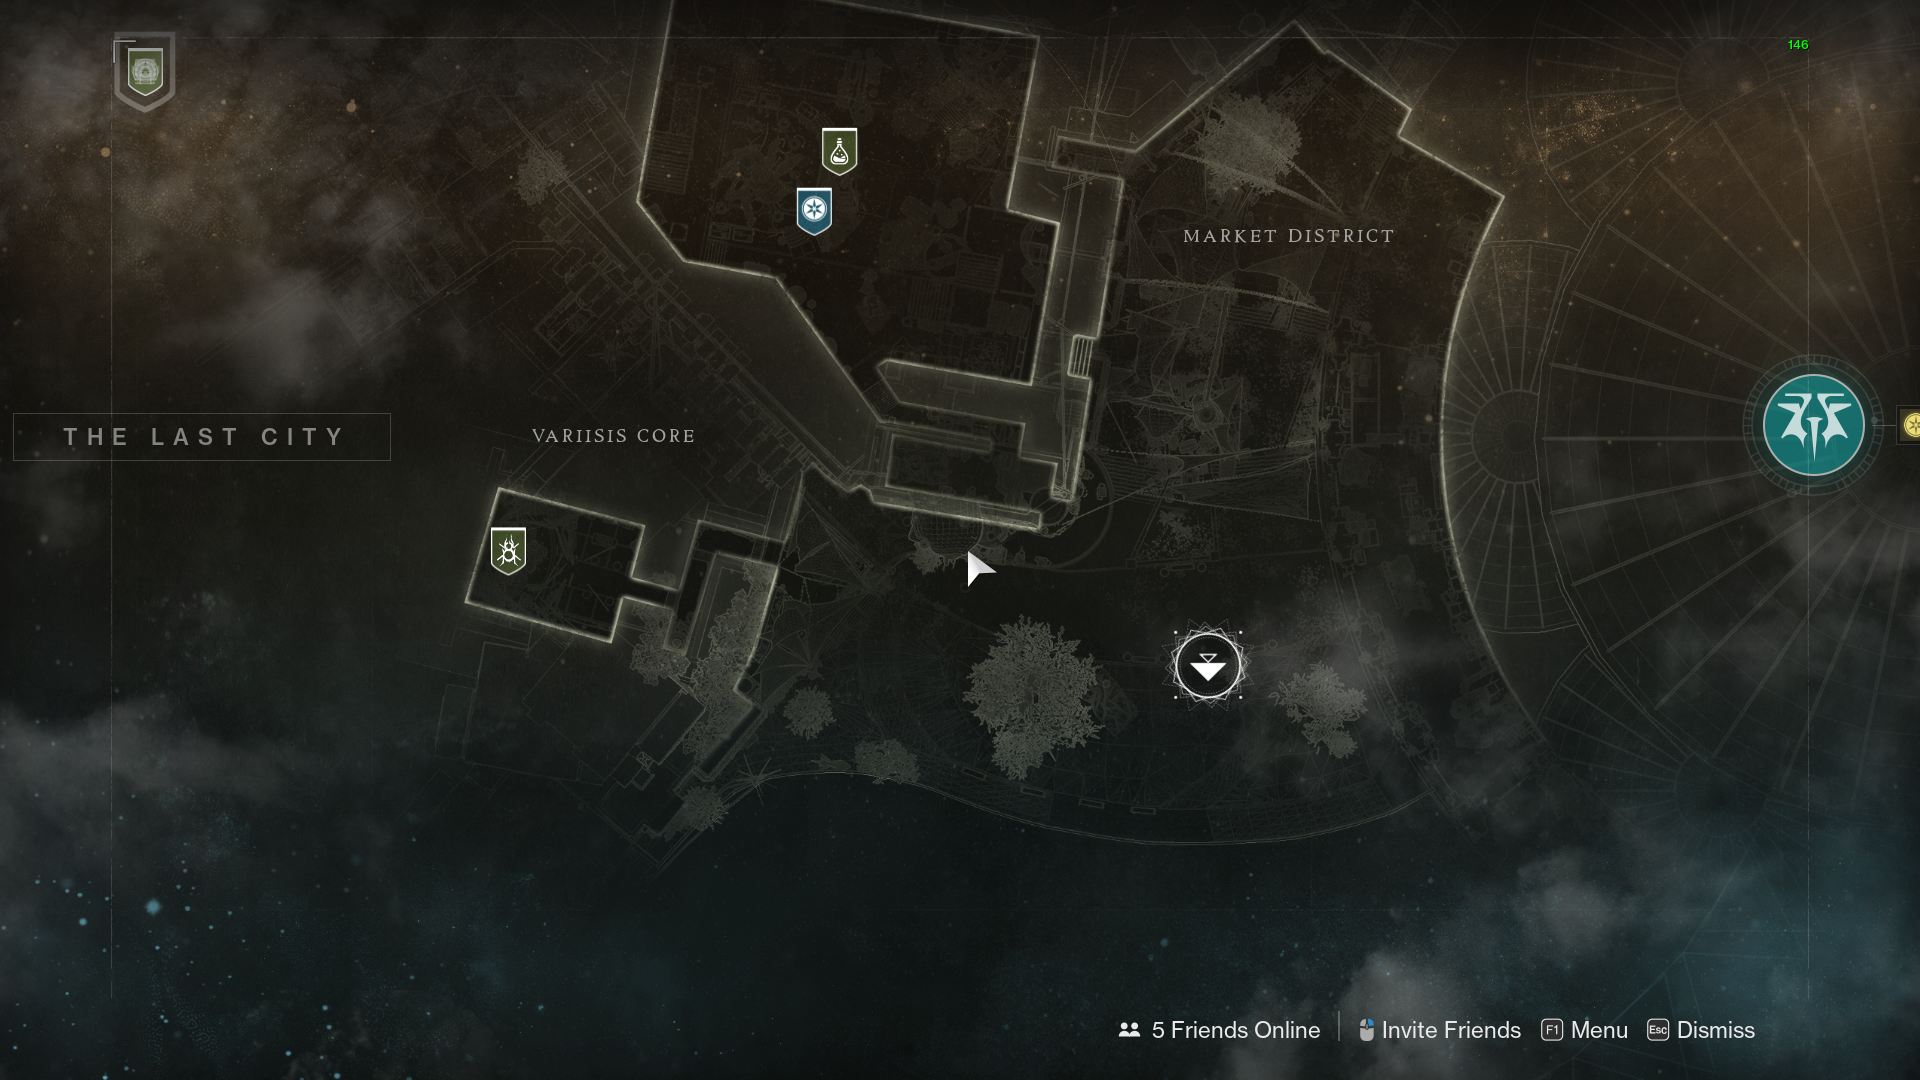 146
MARKET DISTRICT
THE LAST CITY
VARIISIS CORE
5 Friends Online
Invite Friends
F1 Menu
Esc Dismiss